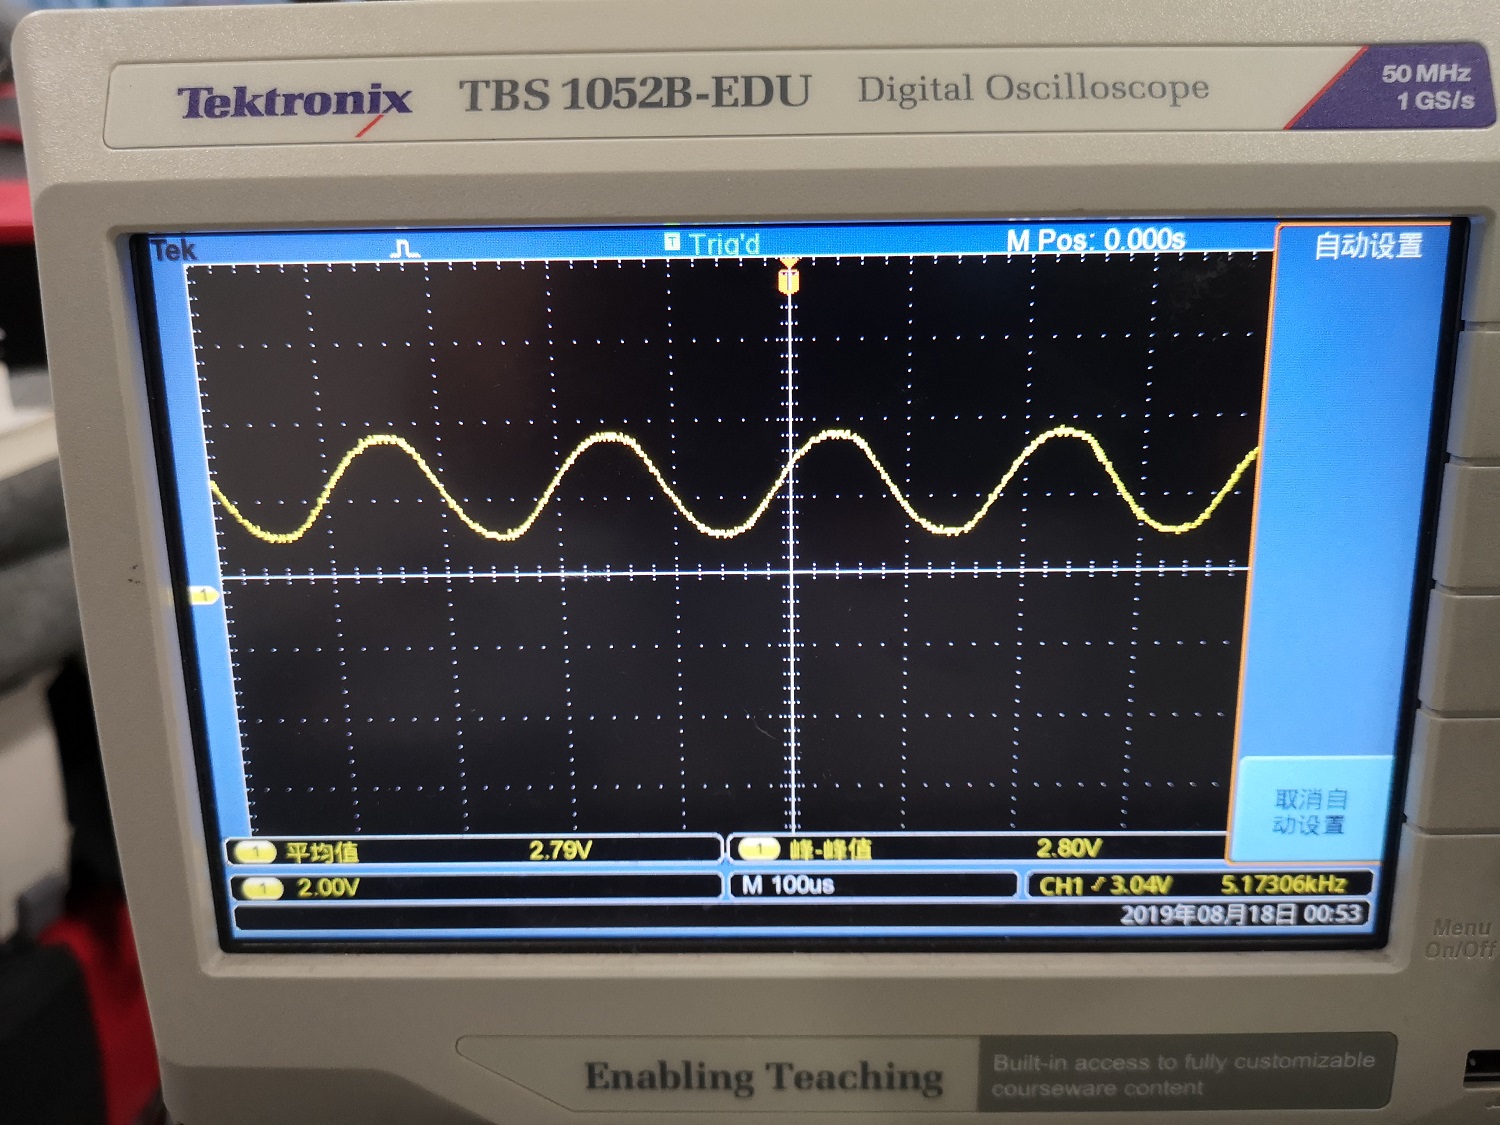 Tektronix TBS 1052B-EDU Digital Oscilloscope
50 MHz
1 GS/s
Tek T Trig'd M Pos: 0.000s
自动设置
T
1
取消自
动设置
1 平均值 2.79V 1 峰-峰值 2.80V
1 2.00V M 100us CH1 3.04V 5.17306kHz
2019年08月18日 00:53
Menu
On/Off
Enabling Teaching
Built-in access to fully customizable
courseware content